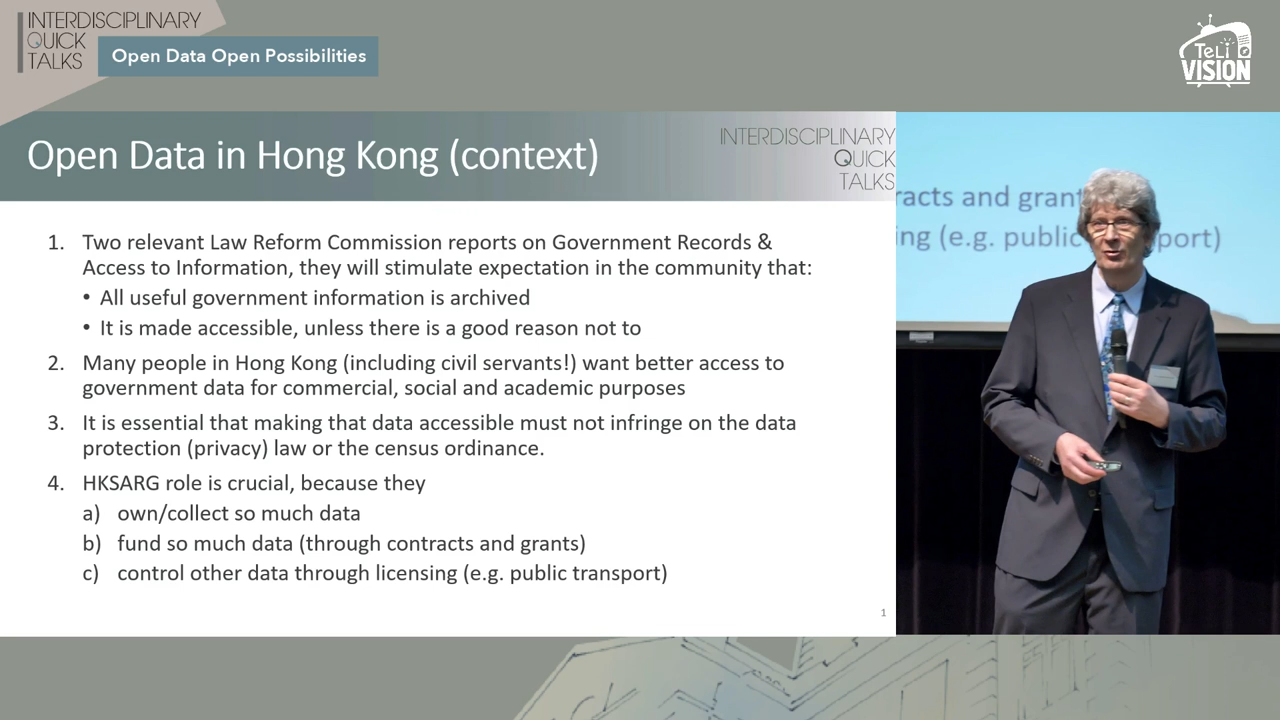 INTERDISCIPLINARY
QUICK
TALKS
Open Data Open Possibilities
TeLi
VISION
Open Data in Hong Kong (context)
INTERDISCIPLINARY
QUICK
TALKS
1. Two relevant Law Reform Commission reports on Government Records &
Access to Information, they will stimulate expectation in the community that:
• All useful government information is archived
• It is made accessible, unless there is a good reason not to
2. Many people in Hong Kong (including civil servants!) want better access to
government data for commercial, social and academic purposes
3. It is essential that making that data accessible must not infringe on the data
protection (privacy) law or the census ordinance.
4. HKSARG role is crucial, because they
a) own/collect so much data
b) fund so much data (through contracts and grants)
c) control other data through licensing (e.g. public transport)
1
racts and grant
ing (e.g. public port)